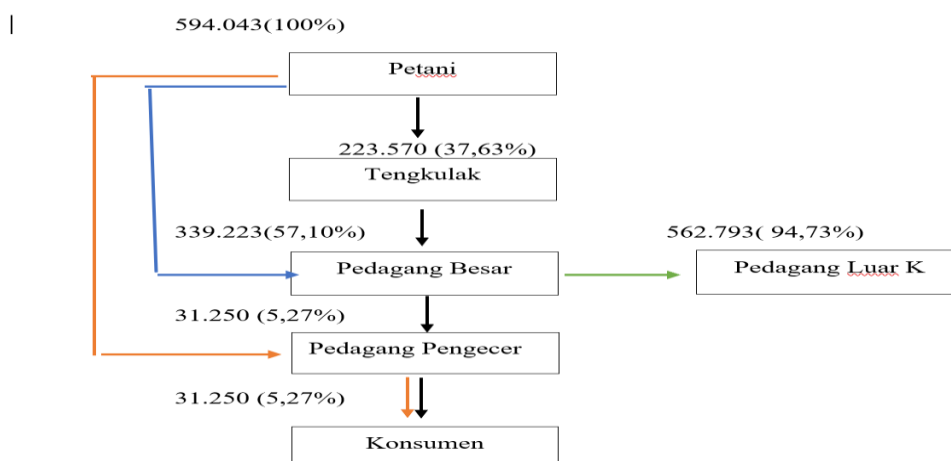 594.043(100%)
Petani
223.570 (37,63%)
Tengkulak
339.223(57,10%)
562.793( 94,73%)
Pedagang Besar
Pedagang Luar K
31.250 (5,27%)
Pedagang Pengecer
31.250 (5,27%)
Konsumen